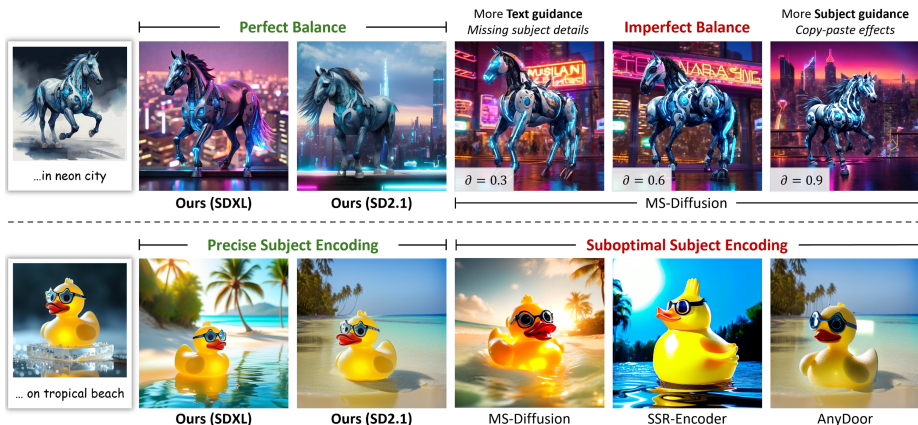 Perfect Balance
More Text guidance
Missing subject details
Imperfect Balance
More Subject guidance
Copy-paste effects
...in neon city
∂ = 0.3
∂ = 0.6
∂ = 0.9
Ours (SDXL)
Ours (SD2.1)
MS-Diffusion
Precise Subject Encoding
Suboptimal Subject Encoding
... on tropical beach
Ours (SDXL)
Ours (SD2.1)
MS-Diffusion
SSR-Encoder
AnyDoor